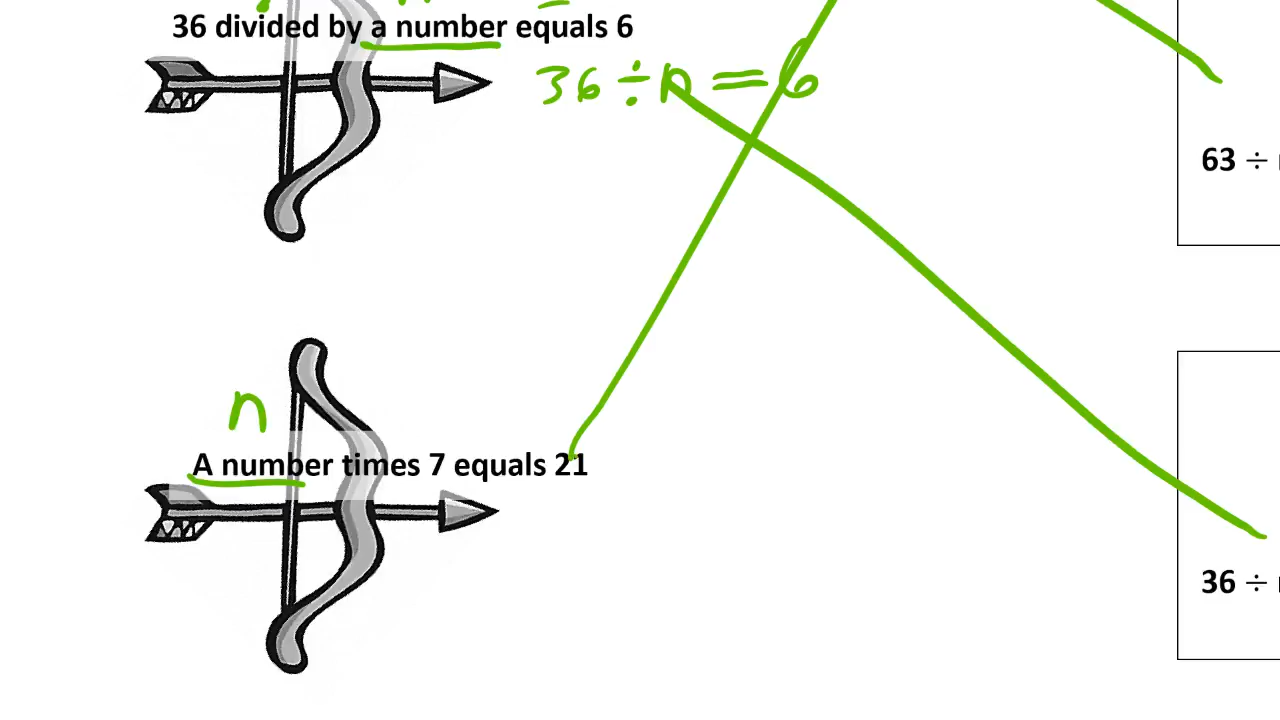 36 divided by a number equals 6
36 ÷ n = 6
63 ÷
n
A number times 7 equals 21
36 ÷